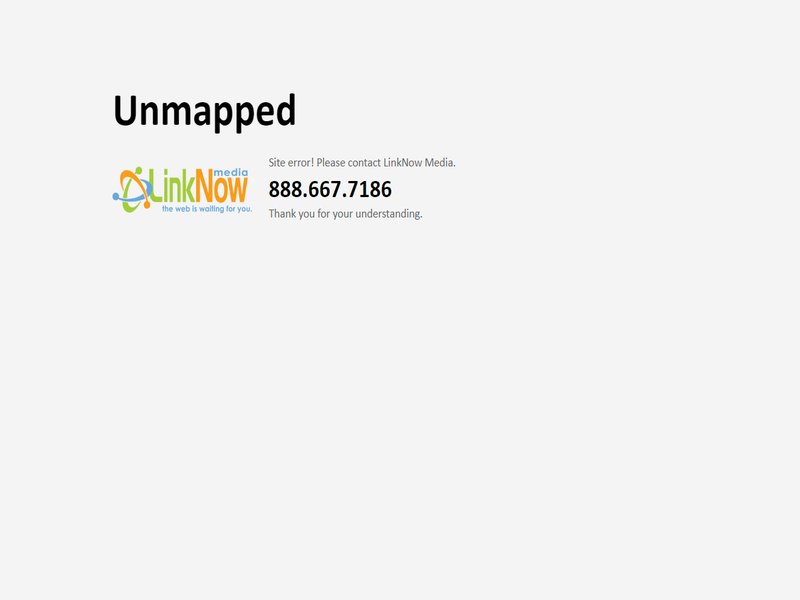 Unmapped
Site error! Please contact LinkNow Media.
LinkNow media
the web is waiting for you.
888.667.7186
Thank you for your understanding.